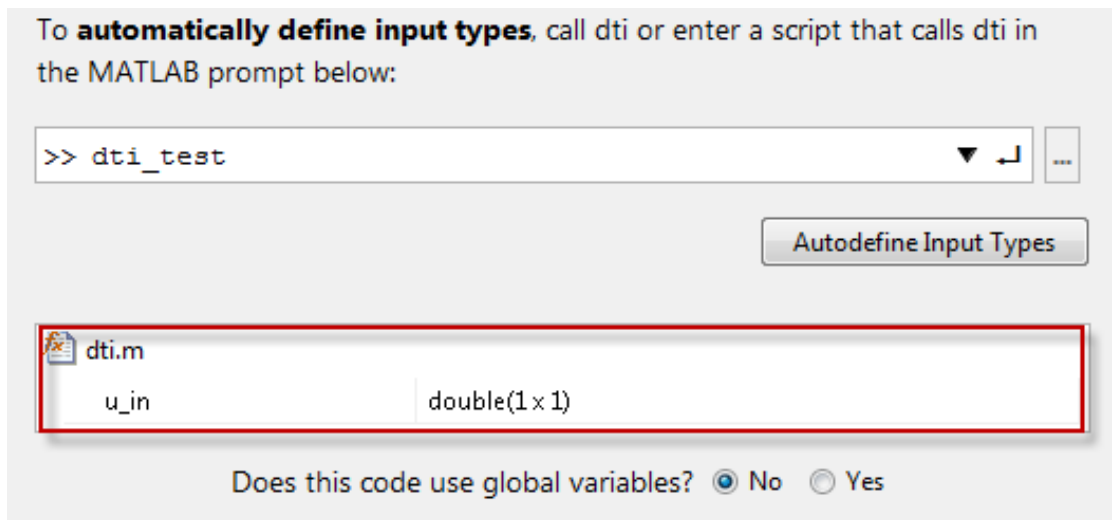 To automatically define input types, call dti or enter a script that calls dti in
the MATLAB prompt below:
>> dti_test
...
Autodefine Input Types
fx dti.m
u_in double(1 x 1)
Does this code use global variables? No Yes